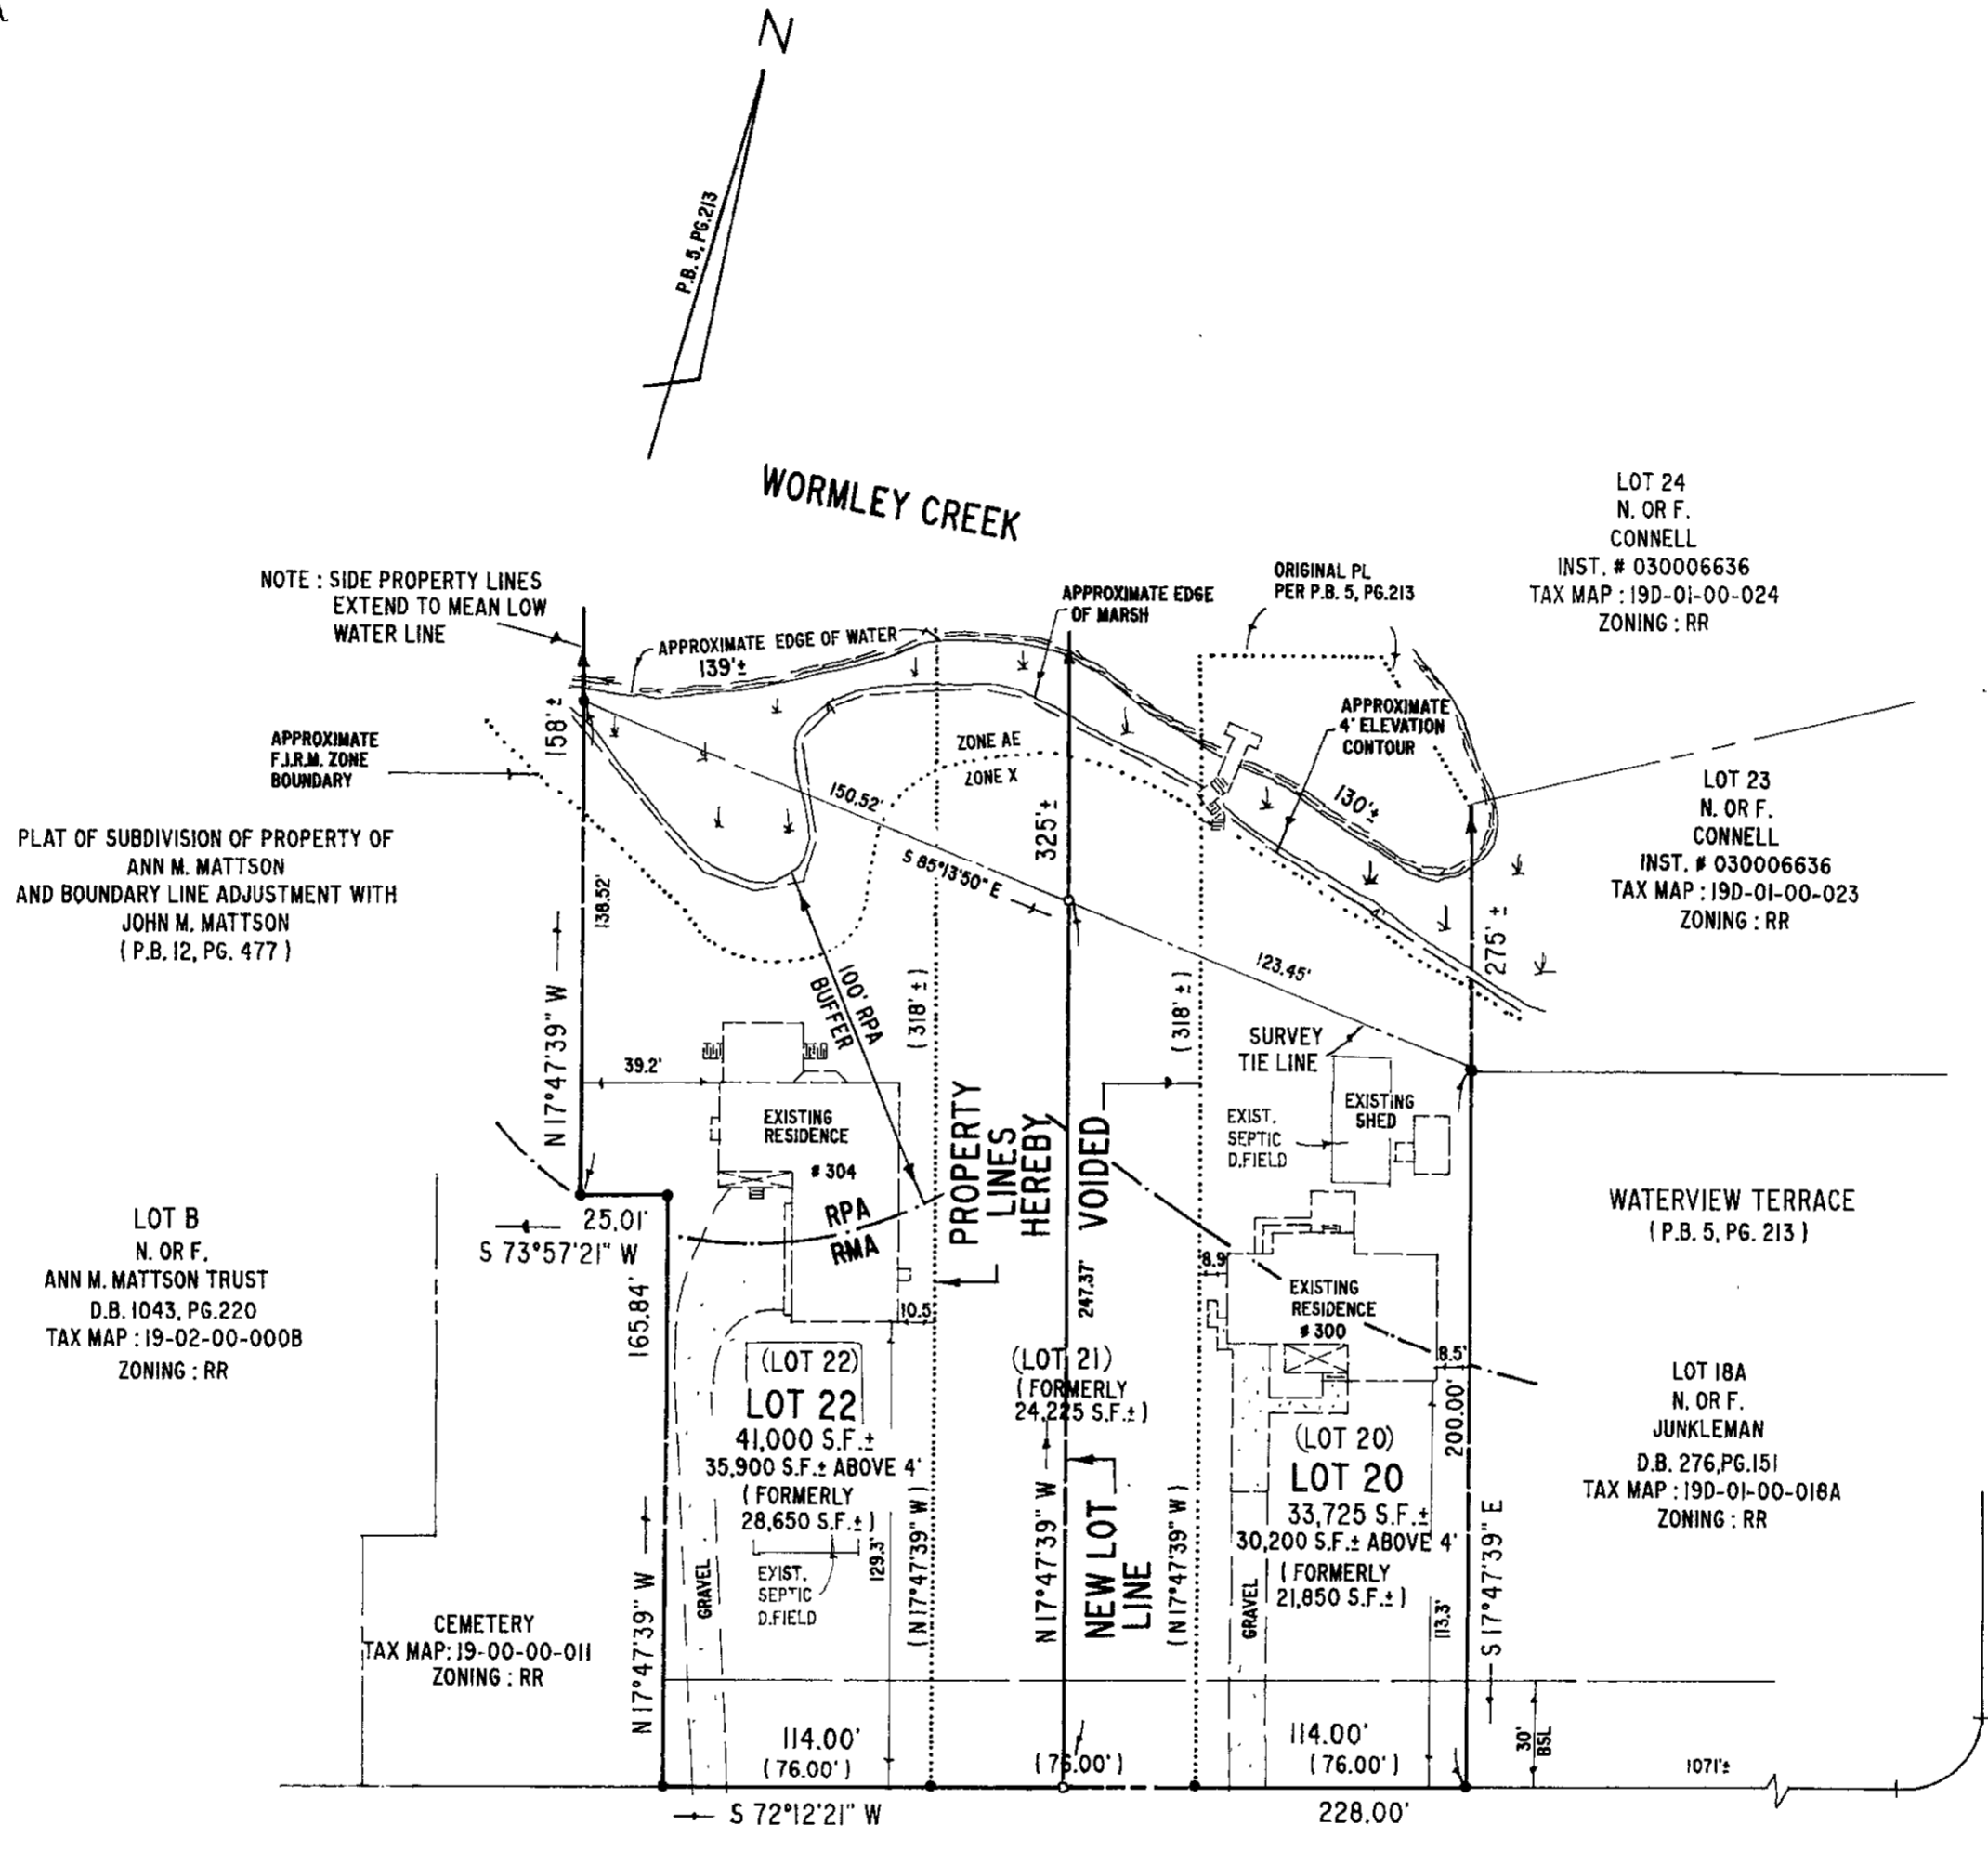 N
P.B. 5, PG.213
WORMLEY CREEK
LOT 24
N. OR F.
CONNELL
INST. # 030006636
TAX MAP : 19D-01-00-024
ZONING : RR
NOTE : SIDE PROPERTY LINES
EXTEND TO MEAN LOW
WATER LINE
APPROXIMATE EDGE OF WATER
139'±
APPROXIMATE EDGE
OF MARSH
ORIGINAL PL
PER P.B. 5, PG.213
APPROXIMATE
4' ELEVATION
CONTOUR
APPROXIMATE
F.I.R.M. ZONE
BOUNDARY
158'±
ZONE AE
ZONE X
150.52'
S 85°13'50" E
325'±
130'±
LOT 23
N. OR F.
CONNELL
INST. # 030006636
TAX MAP : 19D-01-00-023
ZONING : RR
PLAT OF SUBDIVISION OF PROPERTY OF
ANN M. MATTSON
AND BOUNDARY LINE ADJUSTMENT WITH
JOHN M. MATTSON
( P.B. 12, PG. 477 )
138.52'
N 17°47'39" W
100' RPA
BUFFER
( 318' ± )
( 318' ± )
123.45'
275' ±
SURVEY
TIE LINE
39.2'
EXISTING
RESIDENCE
# 304
PROPERTY
LINES
HEREBY
VOIDED
EXIST.
SEPTIC
D.FIELD
EXISTING
SHED
RPA
RMA
25.01'
S 73°57'21" W
165.84'
247.37'
8.9'
EXISTING
RESIDENCE
# 300
8.5'
10.5'
WATERVIEW TERRACE
( P.B. 5, PG. 213 )
LOT B
N. OR F.
ANN M. MATTSON TRUST
D.B. 1043, PG.220
TAX MAP : 19-02-00-000B
ZONING : RR
(LOT 22)
LOT 22
41,000 S.F.±
35,900 S.F.± ABOVE 4'
( FORMERLY
28,650 S.F.± )
EXIST.
SEPTIC
D.FIELD
129.3'
GRAVEL
(LOT 21)
( FORMERLY
24,225 S.F.± )
(LOT 20)
LOT 20
33,725 S.F.±
30,200 S.F.± ABOVE 4'
( FORMERLY
21,850 S.F.± )
113.3'
GRAVEL
200.00'
LOT 18A
N. OR F.
JUNKLEMAN
D.B. 276,PG.151
TAX MAP : 19D-01-00-018A
ZONING : RR
CEMETERY
TAX MAP: 19-00-00-011
ZONING : RR
N 17°47'39" W
( N 17°47'39" W )
N 17°47'39" W
NEW LOT
LINE
( N 17°47'39" W )
S 17°47'39" E
114.00'
( 76.00' )
( 76.00' )
114.00'
( 76.00' )
30'
BSL
1071'±
S 72°12'21" W
228.00'